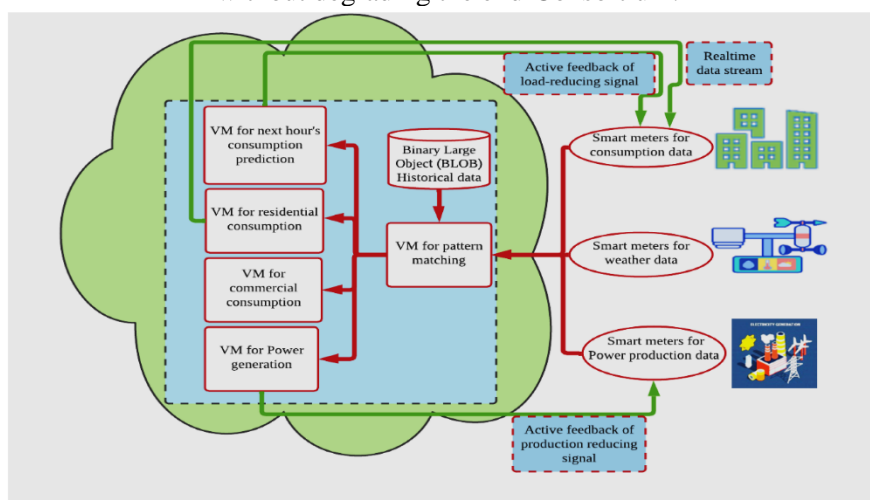 Active feedback of
load-reducing signal
Realtime
data stream
VM for next hour's
consumption
prediction
Binary Large
Object (BLOB)
Historical data
Smart meters for
consumption data
VM for residential
consumption
VM for pattern
matching
Smart meters for
weather data
VM for
commercial
consumption
VM for Power
generation
Smart meters for
Power production data
ELECTRICITY GENERATION
Active feedback of
production reducing
signal